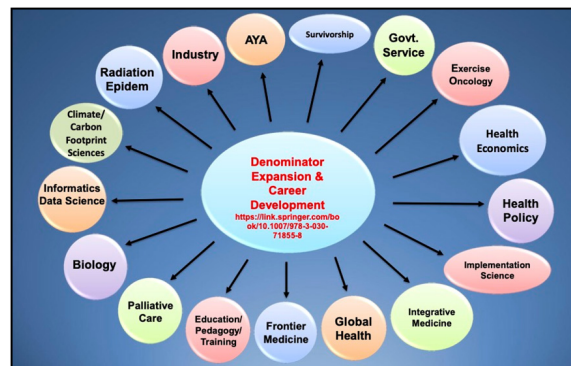 Denominator
Expansion &
Career
Development
https://link.springer.com/bo
ok/10.1007/978-3-030-
71855-8
AYA
Survivorship
Govt.
Service
Exercise
Oncology
Health
Economics
Health
Policy
Implementation
Science
Integrative
Medicine
Global
Health
Frontier
Medicine
Education/
Pedagogy/
Training
Palliative
Care
Biology
Informatics
Data Science
Climate/
Carbon
Footprint
Sciences
Radiation
Epidem
Industry